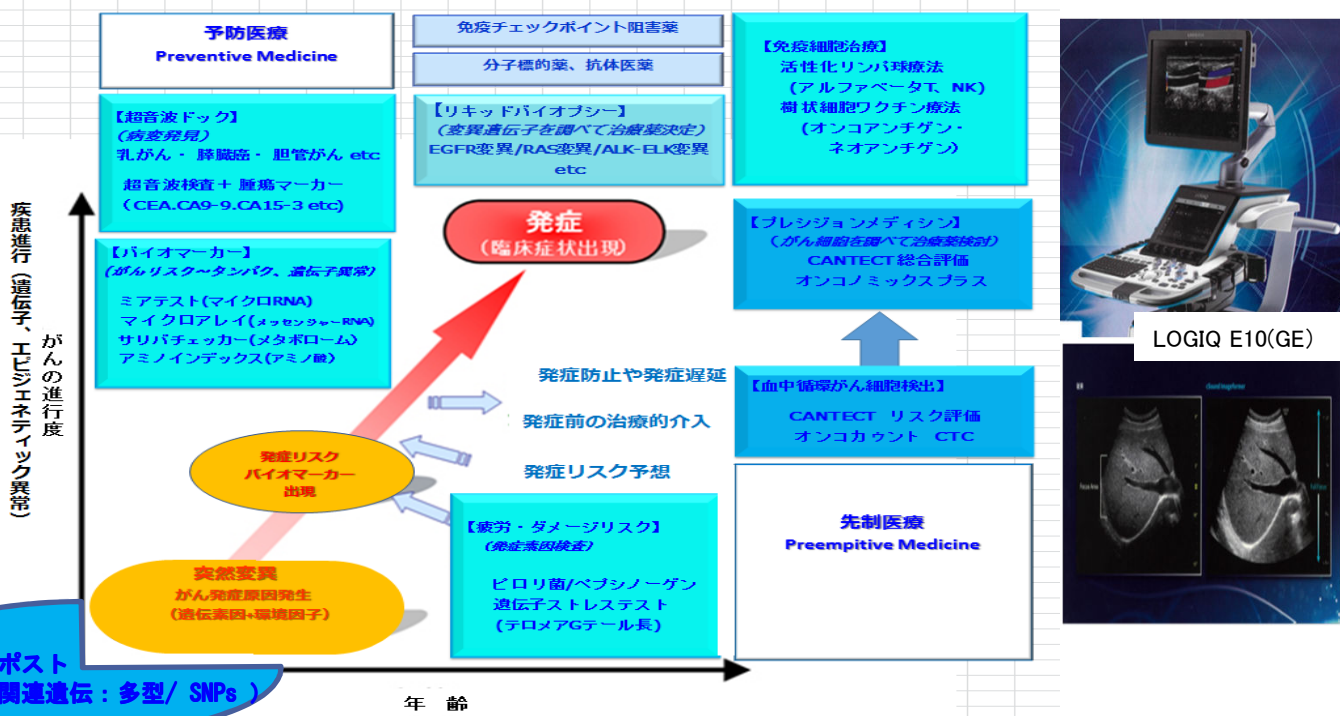 予防医療
Preventive Medicine
免疫チェックポイント阻害薬
分子標的薬、抗体医薬
【免疫細胞治療】
活性化リンパ球療法
(アルファベータT、NK)
樹状細胞ワクチン療法
(オンコアンチゲン・
ネオアンチゲン)
【超音波ドック】
(病変発見)
乳がん・ 膵臓癌・ 胆管がん etc
超音波検査＋ 腫瘍マーカー
(CEA.CA9-9.CA15-3 etc)
【リキッドバイオプシー】
(変異遺伝子を調べて治療薬決定)
EGFR変異/RAS変異/ALK-ELK変異
etc
発症
(臨床症状出現)
【バイオマーカー】
(がんリスク～タンパク、遺伝子異常)
ミアテスト(マイクロRNA)
マイクロアレイ(メッセンジャーRNA)
サリバチェッカー(メタボローム)
アミノインデックス(アミノ酸)
【プレシジョンメディシン】
(がん細胞を調べて治療薬検討)
CANTECT総合評価
オンコノミックスプラス
LOGIQ E10(GE)
疾患進行（遺伝子、エピジェネティック異常）
がんの進行度
発症防止や発症遅延
発症前の治療的介入
発症リスク予想
【血中循環がん細胞検出】
CANTECT リスク評価
オンコカウント CTC
発症リスク
バイオマーカー
出現
【疲労・ダメージリスク】
(発症素因検査)
ピロリ菌/ペプシノーゲン
遺伝子ストレステスト
(テロメアGテール長)
先制医療
Preempitive Medicine
突然変異
がん発症原因発生
(遺伝素因+環境因子)
ポスト
関連遺伝：多型/ SNPs )
年 齢